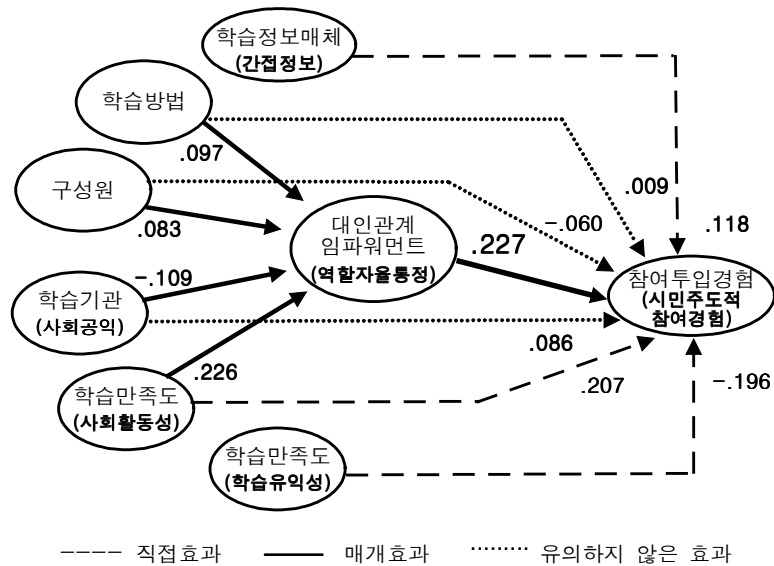 학습정보매체
(간접정보)
학습방법
.097
구성원
.083
.009
−.060
.118
대인관계
임파워먼트
(역할자율통정)
.227
참여투입경험
(시민주도적
참여경험)
−.109
학습기관
(사회공익)
.086
.226
.207
−.196
학습만족도
(사회활동성)
학습만족도
(학습유익성)
---- 직접효과 —— 매개효과 ········ 유의하지 않은 효과